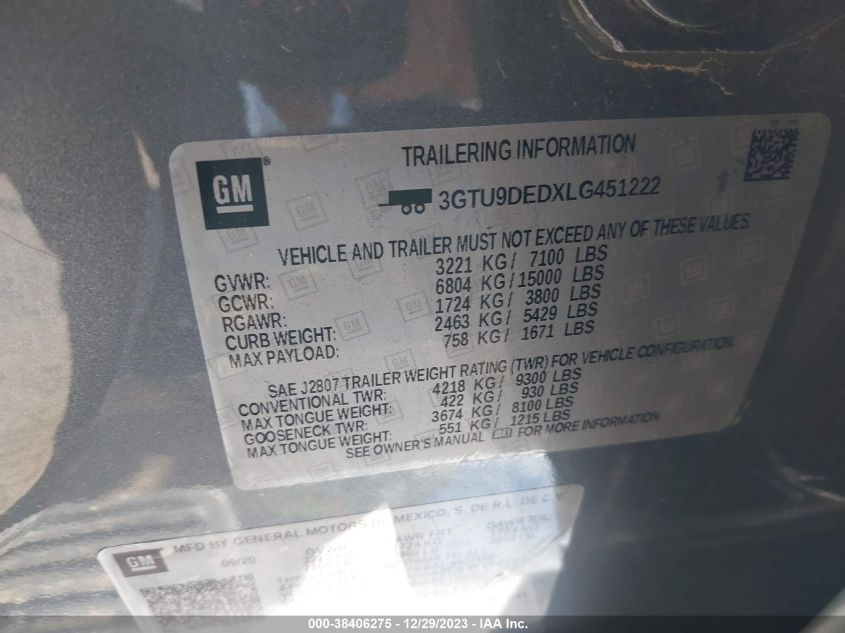 GM ®
TRAILERING INFORMATION
3GTU9DEDXLG451222
VEHICLE AND TRAILER MUST NOT EXCEED ANY OF THESE VALUES.
GVWR: 3221 KG/ 7100 LBS
GCWR: 6804 KG/15000 LBS
RGAWR: 1724 KG/ 3800 LBS
CURB WEIGHT: 2463 KG/ 5429 LBS
MAX PAYLOAD: 758 KG/ 1671 LBS
SAE J2807 TRAILER WEIGHT RATING (TWR) FOR VEHICLE CONFIGURATION.
CONVENTIONAL TWR: 4218 KG/ 9300 LBS
MAX TONGUE WEIGHT: 422 KG/ 930 LBS
GOOSENECK TWR: 3674 KG/ 8100 LBS
MAX TONGUE WEIGHT: 551 KG/ 1215 LBS
SEE OWNER'S MANUAL FOR MORE INFORMATION
GM
MFD BY GENERAL MOTORS DE MEXICO, S. DE R.L. DE C.V.
09/20 GVWR GAWR FRT GAWR RR
000-38406275 - 12/29/2023 - IAA Inc.